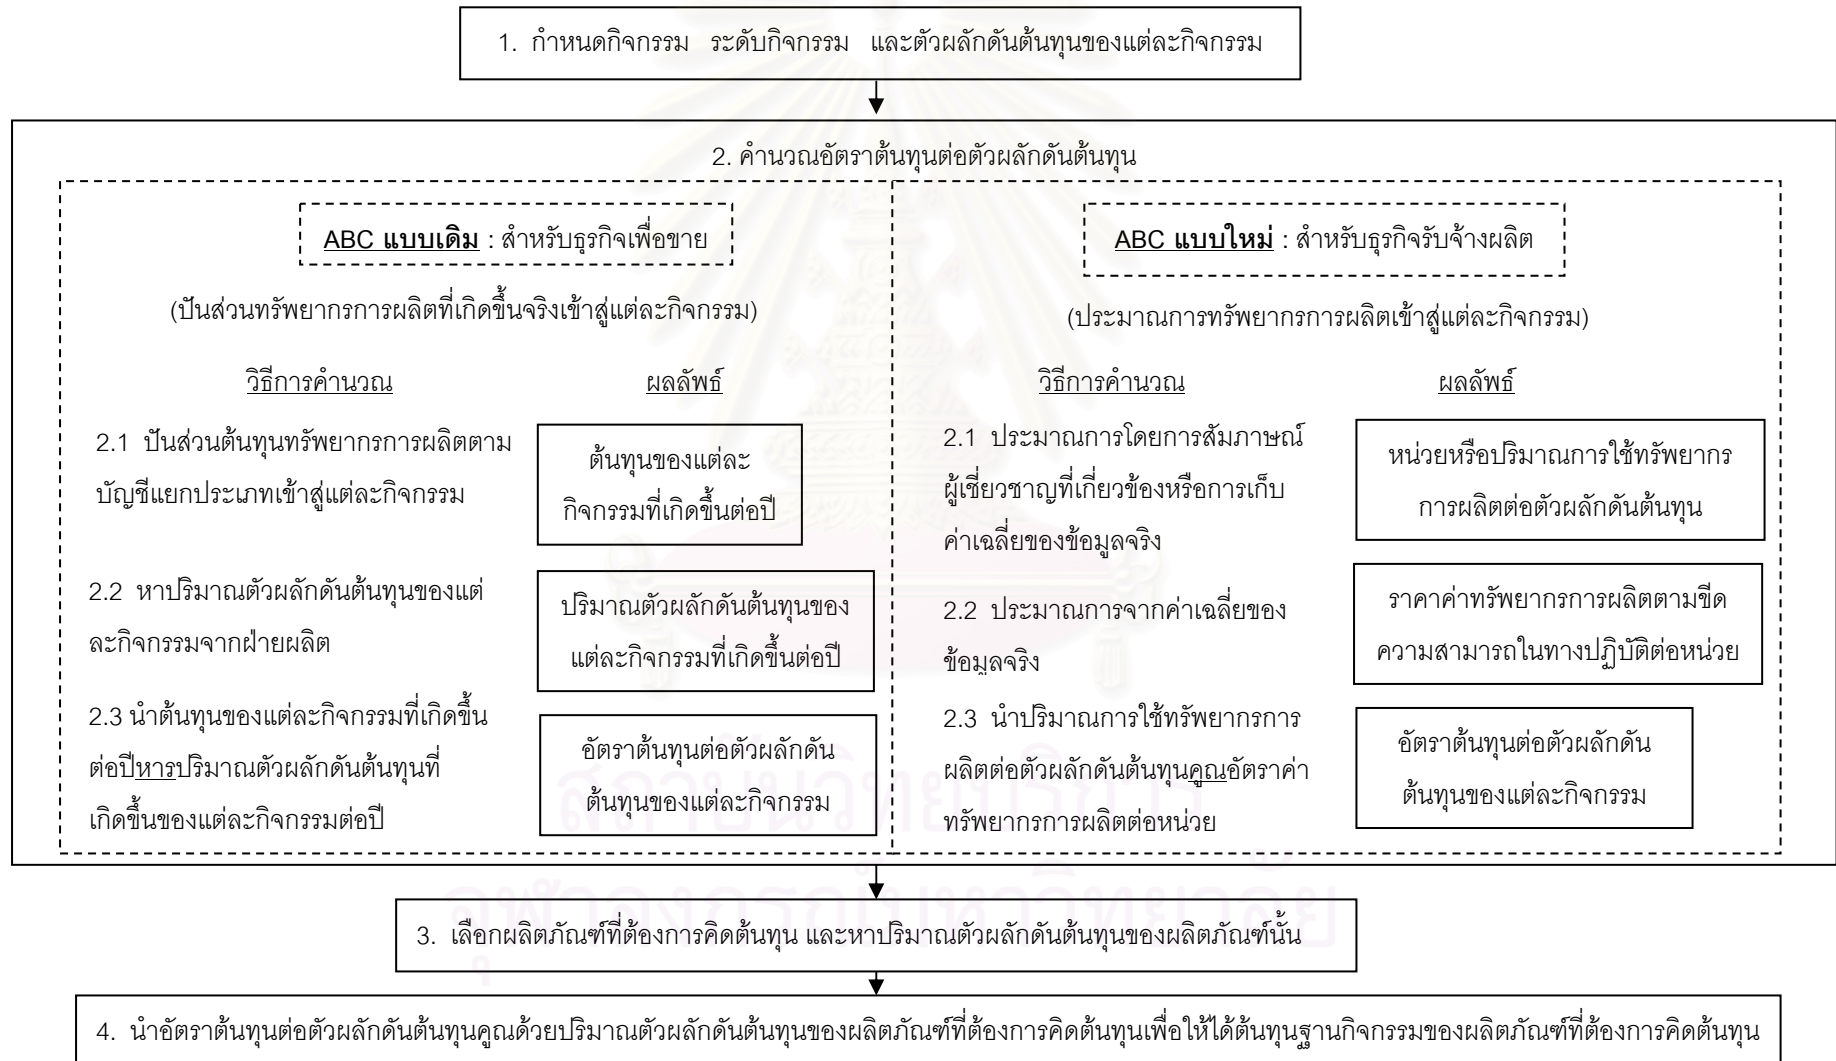 1. กำหนดกิจกรรม ระดับกิจกรรม และตัวผลักดันต้นทุนของแต่ละกิจกรรม
2. คำนวณอัตราต้นทุนต่อตัวผลักดันต้นทุน
ABC แบบเดิม : สำหรับธุรกิจเพื่อขาย
(ปันส่วนทรัพยากรการผลิตที่เกิดขึ้นจริงเข้าสู่แต่ละกิจกรรม)
วิธีการคำนวณ
ผลลัพธ์
2.1 ปันส่วนต้นทุนทรัพยากรการผลิตตาม
บัญชีแยกประเภทเข้าสู่แต่ละกิจกรรม
ต้นทุนของแต่ละ
กิจกรรมที่เกิดขึ้นต่อปี
2.2 หาปริมาณตัวผลักดันต้นทุนของแต่
ละกิจกรรมจากฝ่ายผลิต
ปริมาณตัวผลักดันต้นทุนของ
แต่ละกิจกรรมที่เกิดขึ้นต่อปี
2.3 นำต้นทุนของแต่ละกิจกรรมที่เกิดขึ้น
ต่อปีหารปริมาณตัวผลักดันต้นทุนที่
เกิดขึ้นของแต่ละกิจกรรมต่อปี
อัตราต้นทุนต่อตัวผลักดัน
ต้นทุนของแต่ละกิจกรรม
ABC แบบใหม่ : สำหรับธุรกิจรับจ้างผลิต
(ประมาณการทรัพยากรการผลิตเข้าสู่แต่ละกิจกรรม)
วิธีการคำนวณ
ผลลัพธ์
2.1 ประมาณการโดยการสัมภาษณ์
ผู้เชี่ยวชาญที่เกี่ยวข้องหรือการเก็บ
ค่าเฉลี่ยของข้อมูลจริง
หน่วยหรือปริมาณการใช้ทรัพยากร
การผลิตต่อตัวผลักดันต้นทุน
2.2 ประมาณการจากค่าเฉลี่ยของ
ข้อมูลจริง
ราคาค่าทรัพยากรการผลิตตามขีด
ความสามารถในทางปฏิบัติต่อหน่วย
2.3 นำปริมาณการใช้ทรัพยากรการ
ผลิตต่อตัวผลักดันต้นทุนคูณอัตราค่า
ทรัพยากรการผลิตต่อหน่วย
อัตราต้นทุนต่อตัวผลักดัน
ต้นทุนของแต่ละกิจกรรม
สถาบันวิทยบริการ
จุฬาลงกรณ์มหาวิทยาลัย
3. เลือกผลิตภัณฑ์ที่ต้องการคิดต้นทุน และหาปริมาณตัวผลักดันต้นทุนของผลิตภัณฑ์นั้น
4. นำอัตราต้นทุนต่อตัวผลักดันต้นทุนคูณด้วยปริมาณตัวผลักดันต้นทุนของผลิตภัณฑ์ที่ต้องการคิดต้นทุนเพื่อให้ได้ต้นทุนฐานกิจกรรมของผลิตภัณฑ์ที่ต้องการคิดต้นทุน